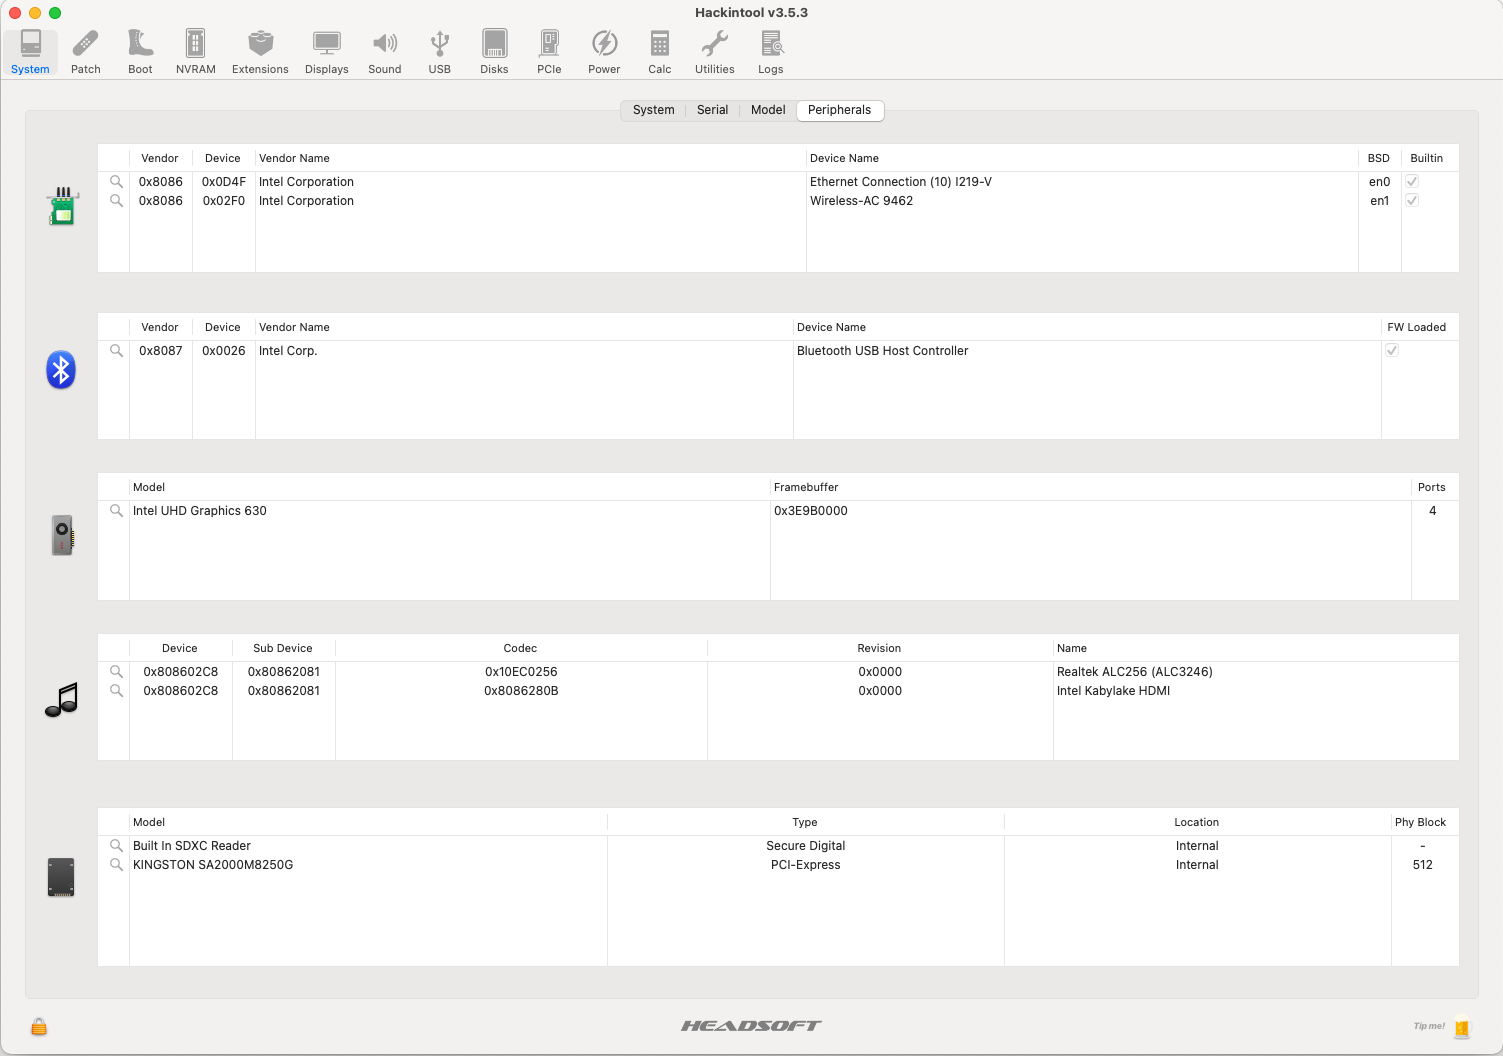 Hackintool v3.5.3
System Patch Boot NVRAM Extensions Displays Sound USB Disks PCIe Power Calc Utilities Logs
System Serial Model Peripherals
Vendor Device Vendor Name Device Name BSD Builtin
0x8086 0x0D4F Intel Corporation Ethernet Connection (10) I219-V en0
0x8086 0x02F0 Intel Corporation Wireless-AC 9462 en1
Vendor Device Vendor Name Device Name FW Loaded
0x8087 0x0026 Intel Corp. Bluetooth USB Host Controller
Model Framebuffer Ports
Intel UHD Graphics 630 0x3E9B0000 4
Device Sub Device Codec Revision Name
0x808602C8 0x80862081 0x10EC0256 0x0000 Realtek ALC256 (ALC3246)
0x808602C8 0x80862081 0x8086280B 0x0000 Intel Kabylake HDMI
Model Type Location Phy Block
Built In SDXC Reader Secure Digital Internal -
KINGSTON SA2000M8250G PCI-Express Internal 512
HEADSOFT Tip me!